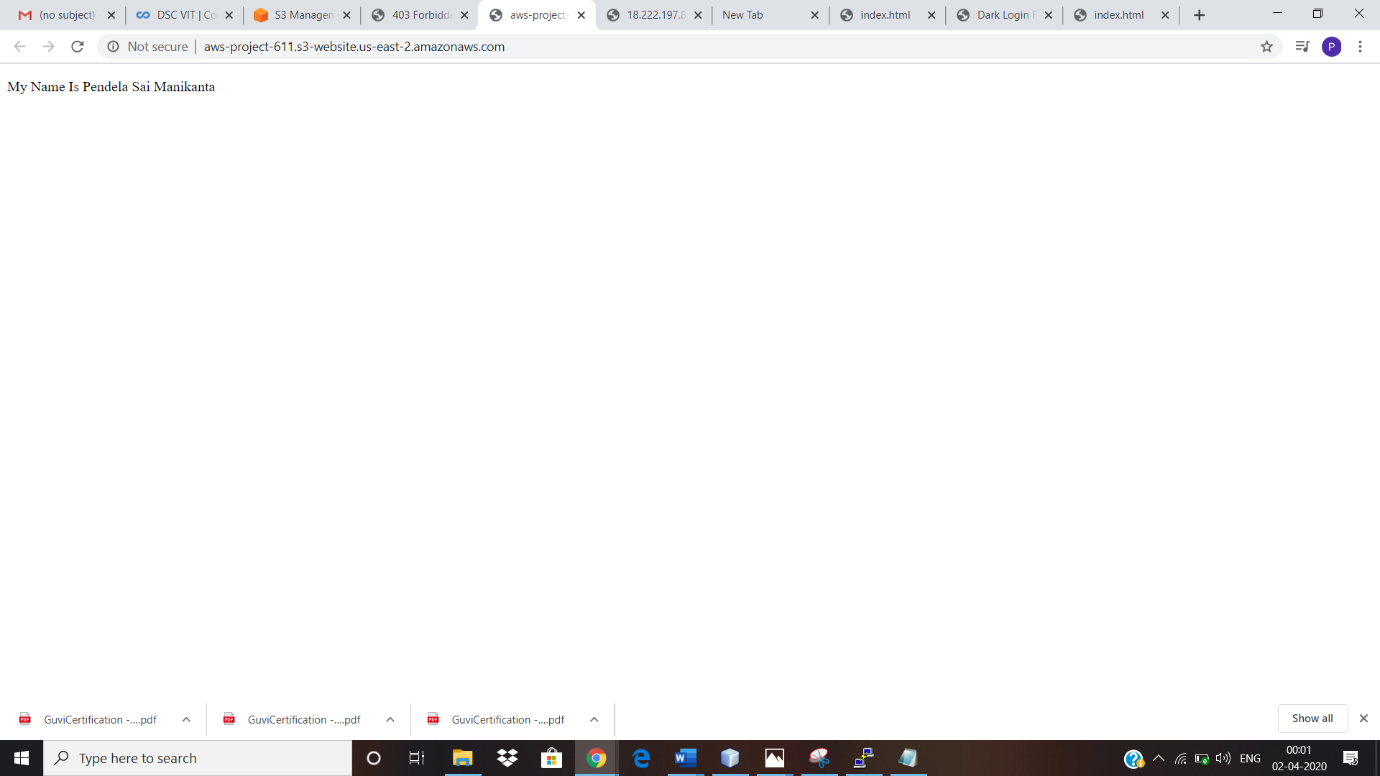 (no subject)
DSC VIT | Co
S3 Managem
403 Forbidde
aws-project-
18.222.197.8
New Tab
index.html
Dark Login F
index.html
Not secure | aws-project-611.s3-website.us-east-2.amazonaws.com
P
My Name Is Pendela Sai Manikanta
GuviCertification -....pdf
GuviCertification -....pdf
GuviCertification -....pdf
Show all
Type here to search
ENG
00:01
02-04-2020